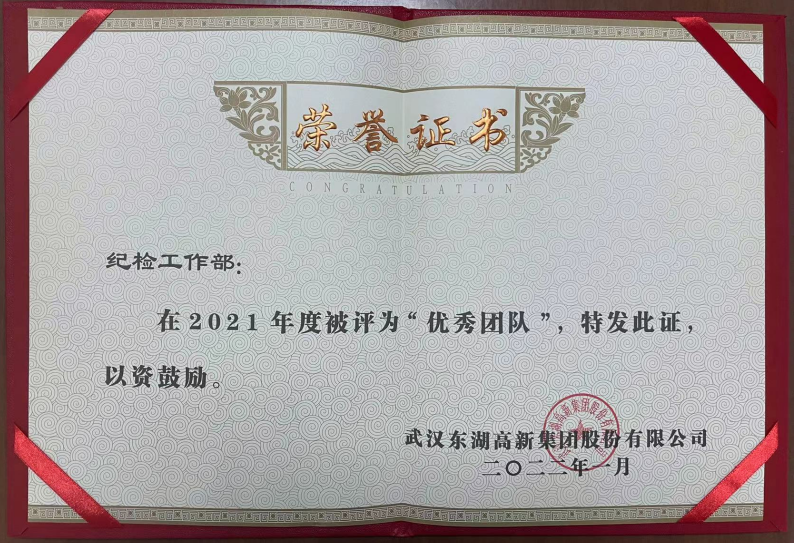 荣誉证书
CONGRATULATION
纪检工作部：
在2021年度被评为“优秀团队”，特发此证，
以资鼓励。
武汉东湖高新集团股份有限公司
二〇二二年一月